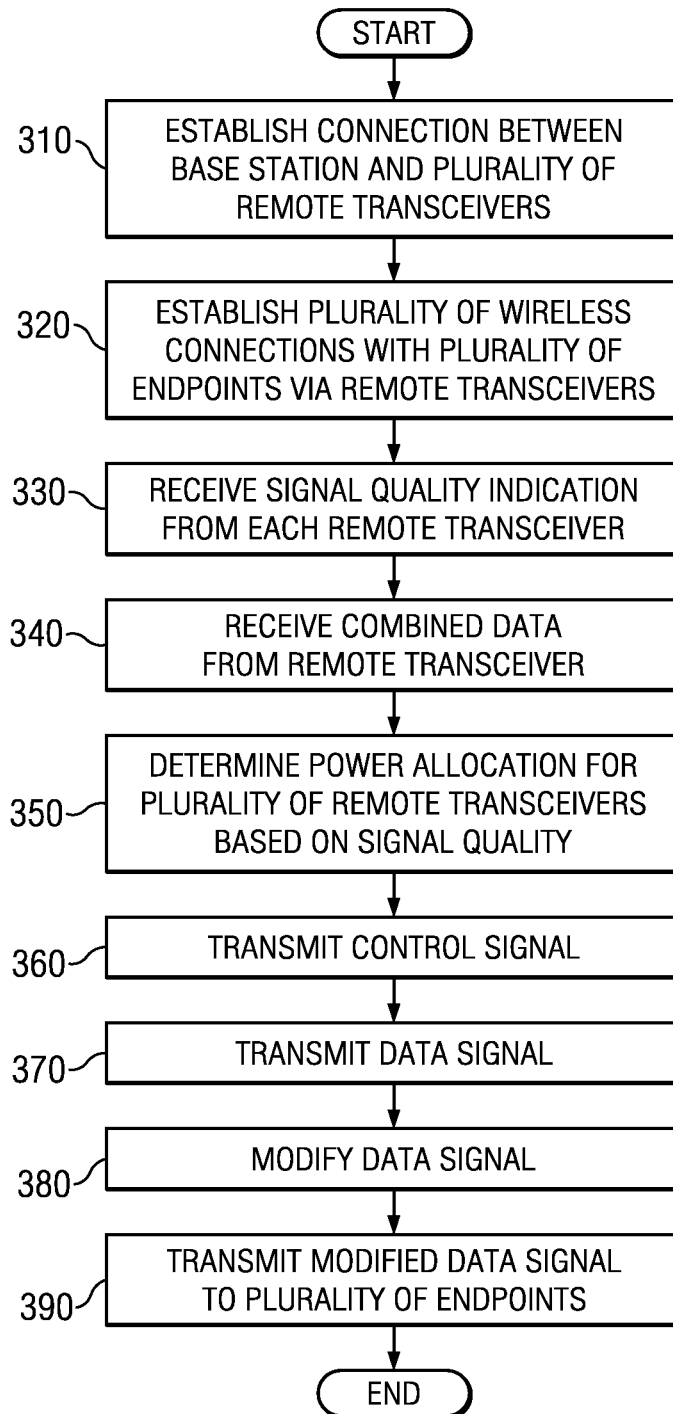 START
310
ESTABLISH CONNECTION BETWEEN
BASE STATION AND PLURALITY OF
REMOTE TRANSCEIVERS
320
ESTABLISH PLURALITY OF WIRELESS
CONNECTIONS WITH PLURALITY OF
ENDPOINTS VIA REMOTE TRANSCEIVERS
330
RECEIVE SIGNAL QUALITY INDICATION
FROM EACH REMOTE TRANSCEIVER
340
RECEIVE COMBINED DATA
FROM REMOTE TRANSCEIVER
350
DETERMINE POWER ALLOCATION FOR
PLURALITY OF REMOTE TRANSCEIVERS
BASED ON SIGNAL QUALITY
360
TRANSMIT CONTROL SIGNAL
370
TRANSMIT DATA SIGNAL
380
MODIFY DATA SIGNAL
390
TRANSMIT MODIFIED DATA SIGNAL
TO PLURALITY OF ENDPOINTS
END